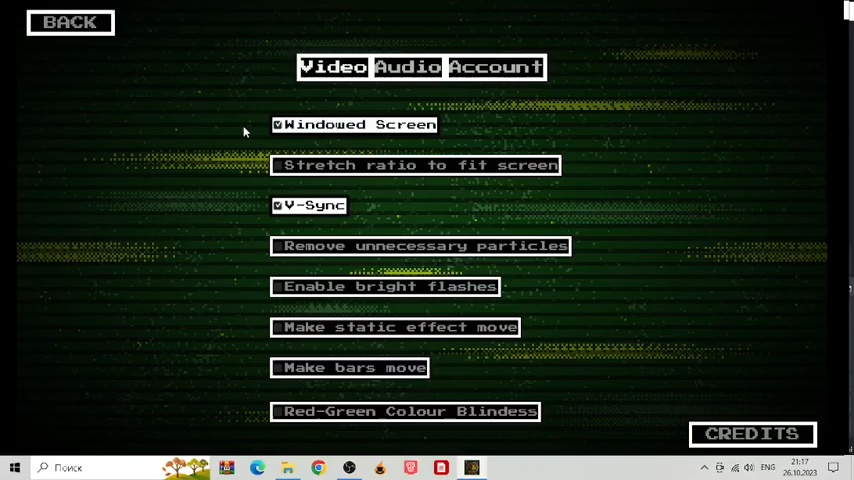 BACK
Video Audio Account
Windowed Screen
Stretch ratio to fit screen
V-Sync
Remove unnecessary particles
Enable bright flashes
Make static effect move
Make bars move
Red-Green Colour Blindess
CREDITS
Поиск
ENG
21:17
26.10.2023